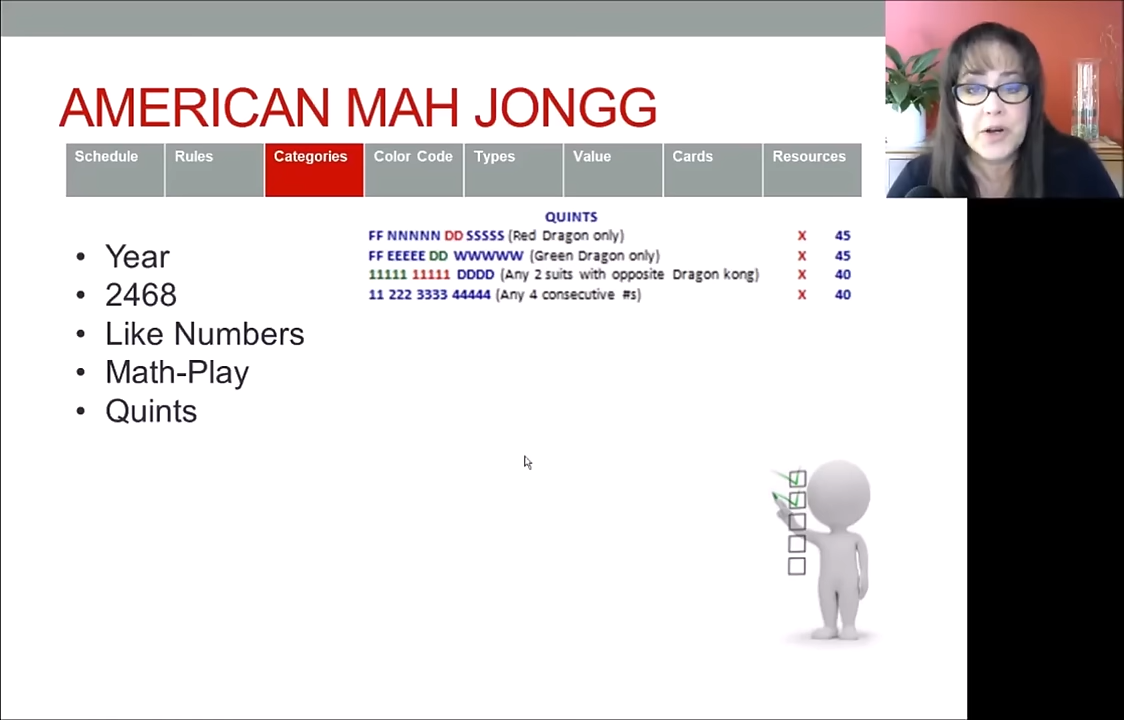 AMERICAN MAH JONGG
Schedule Rules Categories Color Code Types Value Cards Resources
• Year
• 2468
• Like Numbers
• Math-Play
• Quints
QUINTS
FF NNNNN DD SSSSS (Red Dragon only) X 45
FF EEEEE DD WWWWW (Green Dragon only) X 45
11111 11111 DDDD (Any 2 suits with opposite Dragon kong) X 40
11 222 3333 44444 (Any 4 consecutive #s) X 40